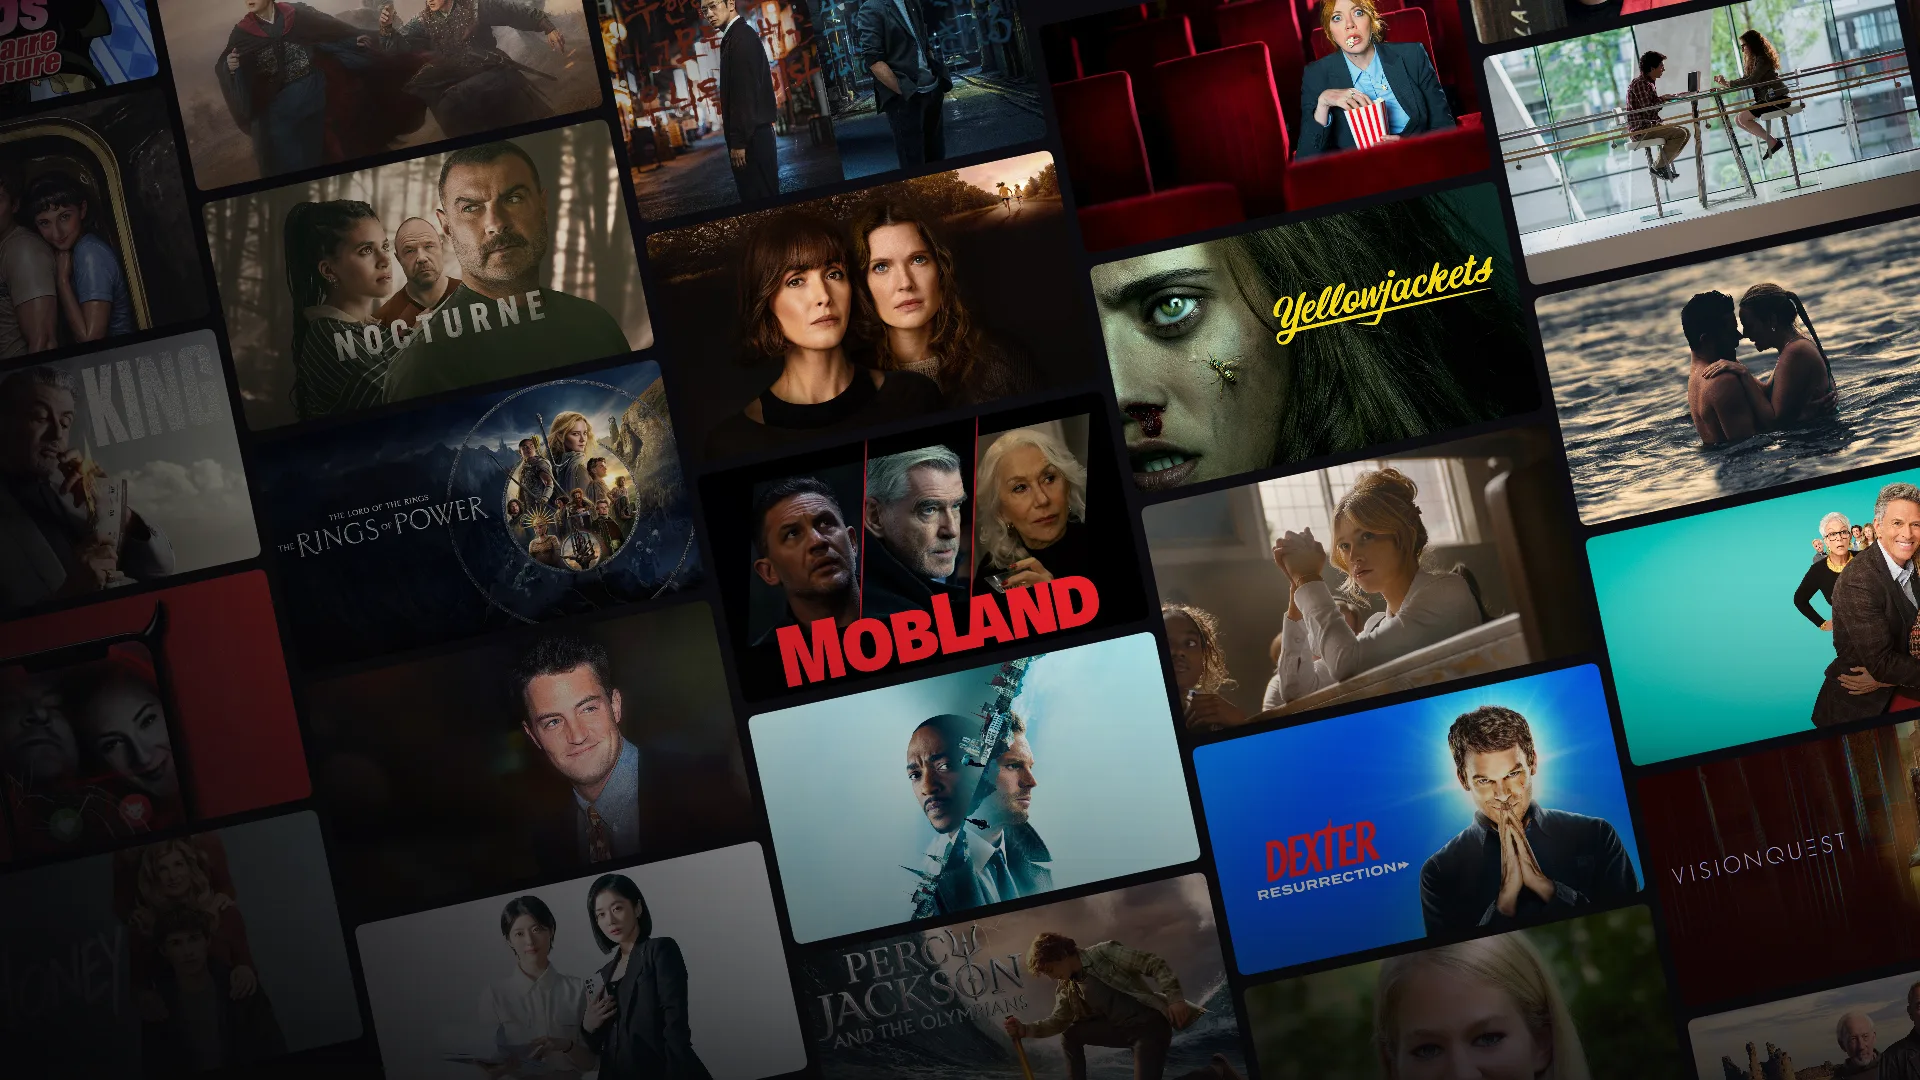 arre
NOCTURNE
Yellowjackets
KING
THE LORD OF THE RINGS
THE RINGS OF POWER
MOBLAND
DEXTER
RESURRECTION
VISIONQUEST
PERCY
JACKSON
AND THE OLYMPIANS